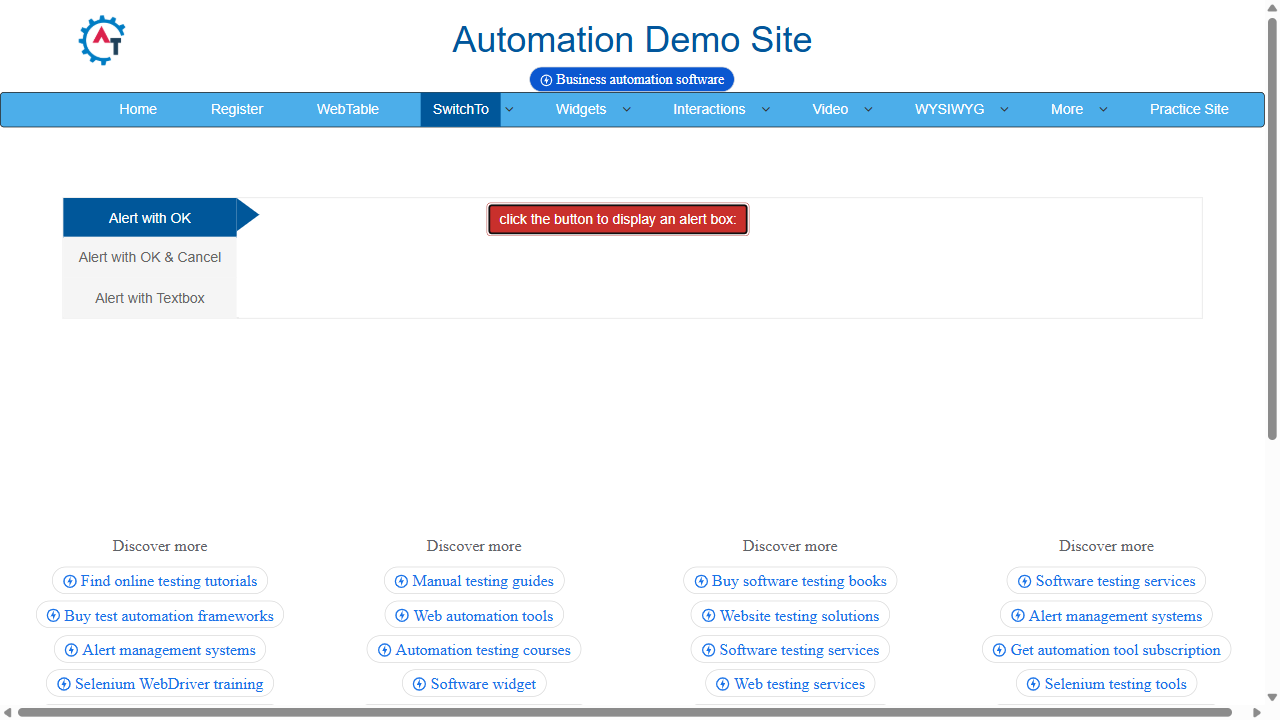 Automation Demo Site
Business automation software
Home Register WebTable SwitchTo Widgets Interactions Video WYSIWYG More Practice Site
Alert with OK
click the button to display an alert box:
Alert with OK & Cancel
Alert with Textbox
Discover more
Find online testing tutorials
Buy test automation frameworks
Alert management systems
Selenium WebDriver training
Discover more
Manual testing guides
Web automation tools
Automation testing courses
Software widget
Discover more
Buy software testing books
Website testing solutions
Software testing services
Web testing services
Discover more
Software testing services
Alert management systems
Get automation tool subscription
Selenium testing tools